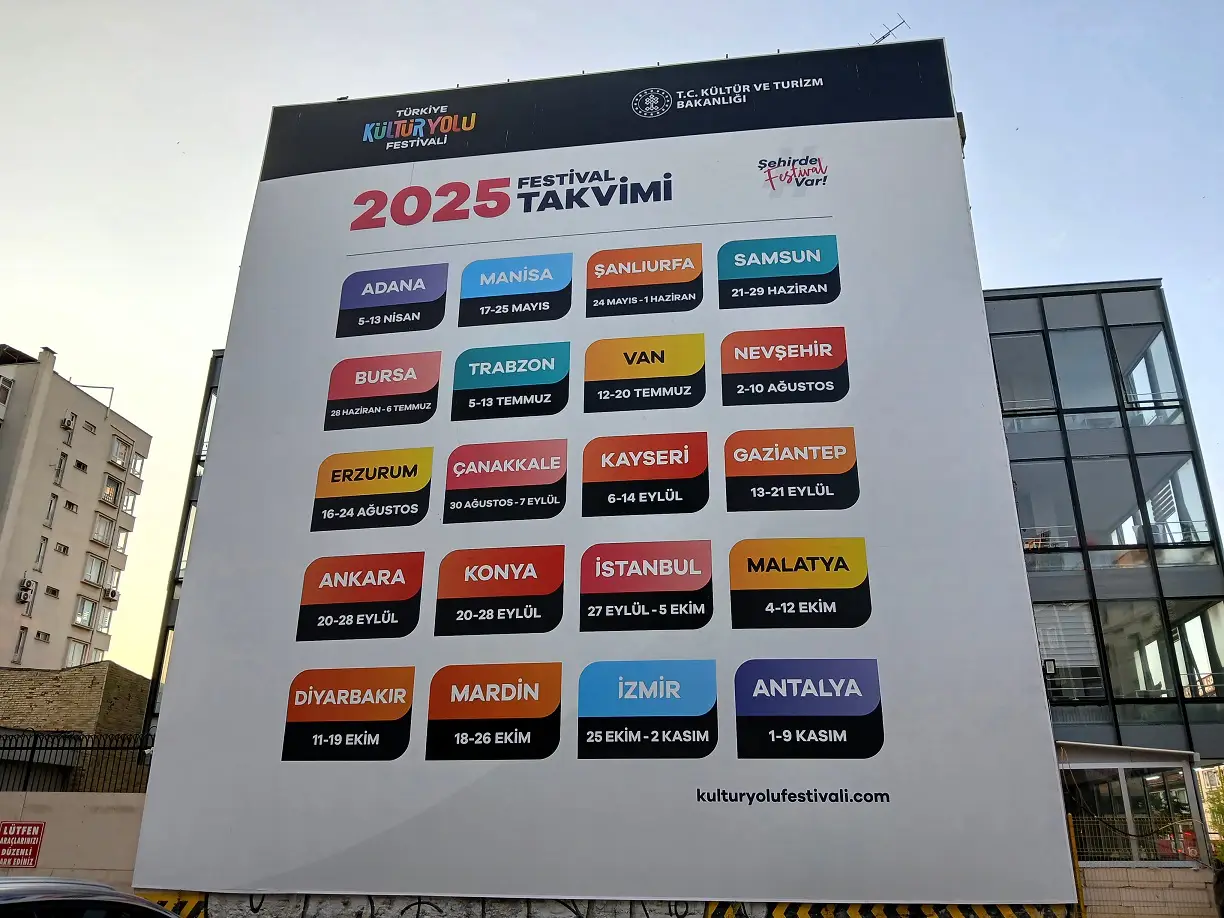 TÜRKİYE
KÜLTÜR YOLU
FESTİVALİ
T.C. KÜLTÜR VE TURİZM
BAKANLIĞI
2025 FESTİVAL
TAKVİMİ
Şehirde
Festival
Var!
ADANA
5-13 NİSAN
MANİSA
17-25 MAYIS
ŞANLIURFA
24 MAYIS - 1 HAZİRAN
SAMSUN
21-29 HAZİRAN
BURSA
28 HAZİRAN - 6 TEMMUZ
TRABZON
5-13 TEMMUZ
VAN
12-20 TEMMUZ
NEVŞEHİR
2-10 AĞUSTOS
ERZURUM
16-24 AĞUSTOS
ÇANAKKALE
30 AĞUSTOS - 7 EYLÜL
KAYSERİ
6-14 EYLÜL
GAZİANTEP
13-21 EYLÜL
ANKARA
20-28 EYLÜL
KONYA
20-28 EYLÜL
İSTANBUL
27 EYLÜL - 5 EKİM
MALATYA
4-12 EKİM
DİYARBAKIR
11-19 EKİM
MARDİN
18-26 EKİM
İZMİR
25 EKİM - 2 KASIM
ANTALYA
1-9 KASIM
kulturyolufestivali.com
LÜTFEN
ARAÇLARINIZI
DÜZENLİ
PARK EDİNİZ